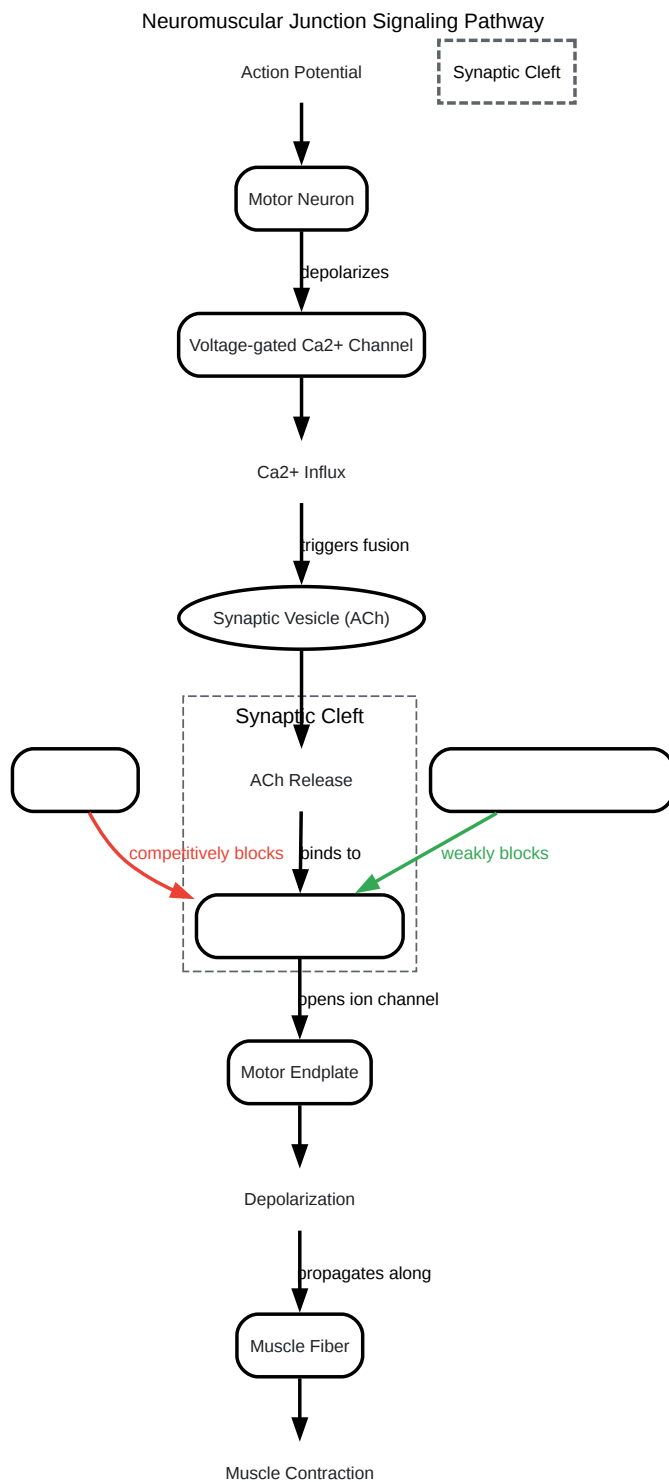 Neuromuscular Junction Signaling Pathway
Action Potential
Synaptic Cleft
Motor Neuron
depolarizes
Voltage-gated Ca2+ Channel
Ca2+ Influx
triggers fusion
Synaptic Vesicle (ACh)
Synaptic Cleft
ACh Release
competitively blocks
binds to
weakly blocks
opens ion channel
Motor Endplate
Depolarization
propagates along
Muscle Fiber
Muscle Contraction